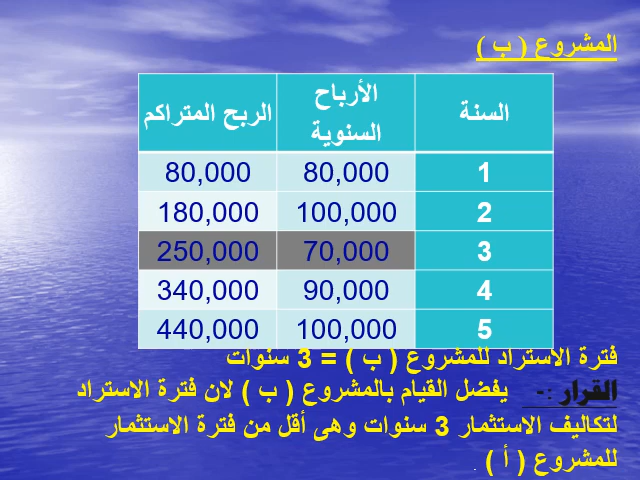 المشروع ( ب )
السنة الأرباح السنوية الربح المتراكم
1 80,000 80,000
2 100,000 180,000
3 70,000 250,000
4 90,000 340,000
5 100,000 440,000
فترة الاستراد للمشروع ( ب ) = 3 سنوات
القرار :- يفضل القيام بالمشروع ( ب ) لان فترة الاستراد
لتكاليف الاستثمار 3 سنوات وهى أقل من فترة الاستثمار
للمشروع ( أ ) .